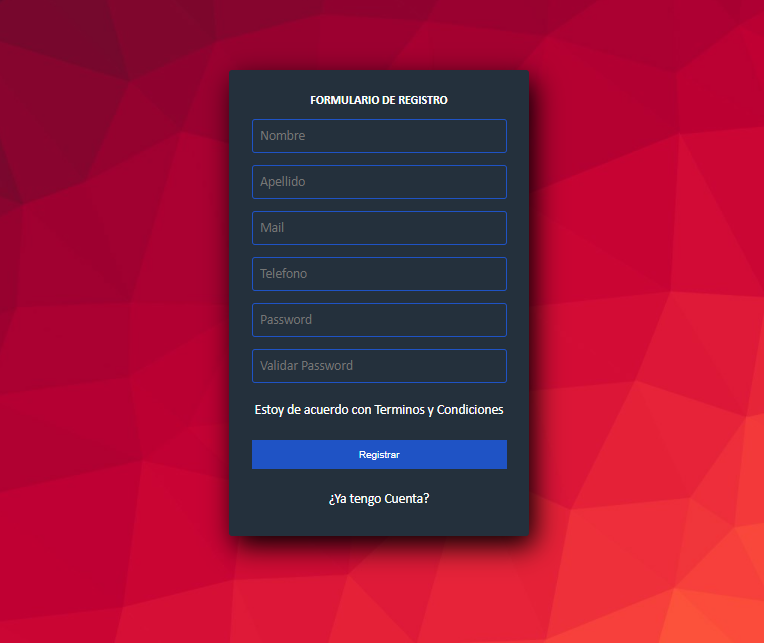 FORMULARIO DE REGISTRO
Nombre
Apellido
Mail
Telefono
Password
Validar Password
Estoy de acuerdo con Terminos y Condiciones
Registrar
¿Ya tengo Cuenta?